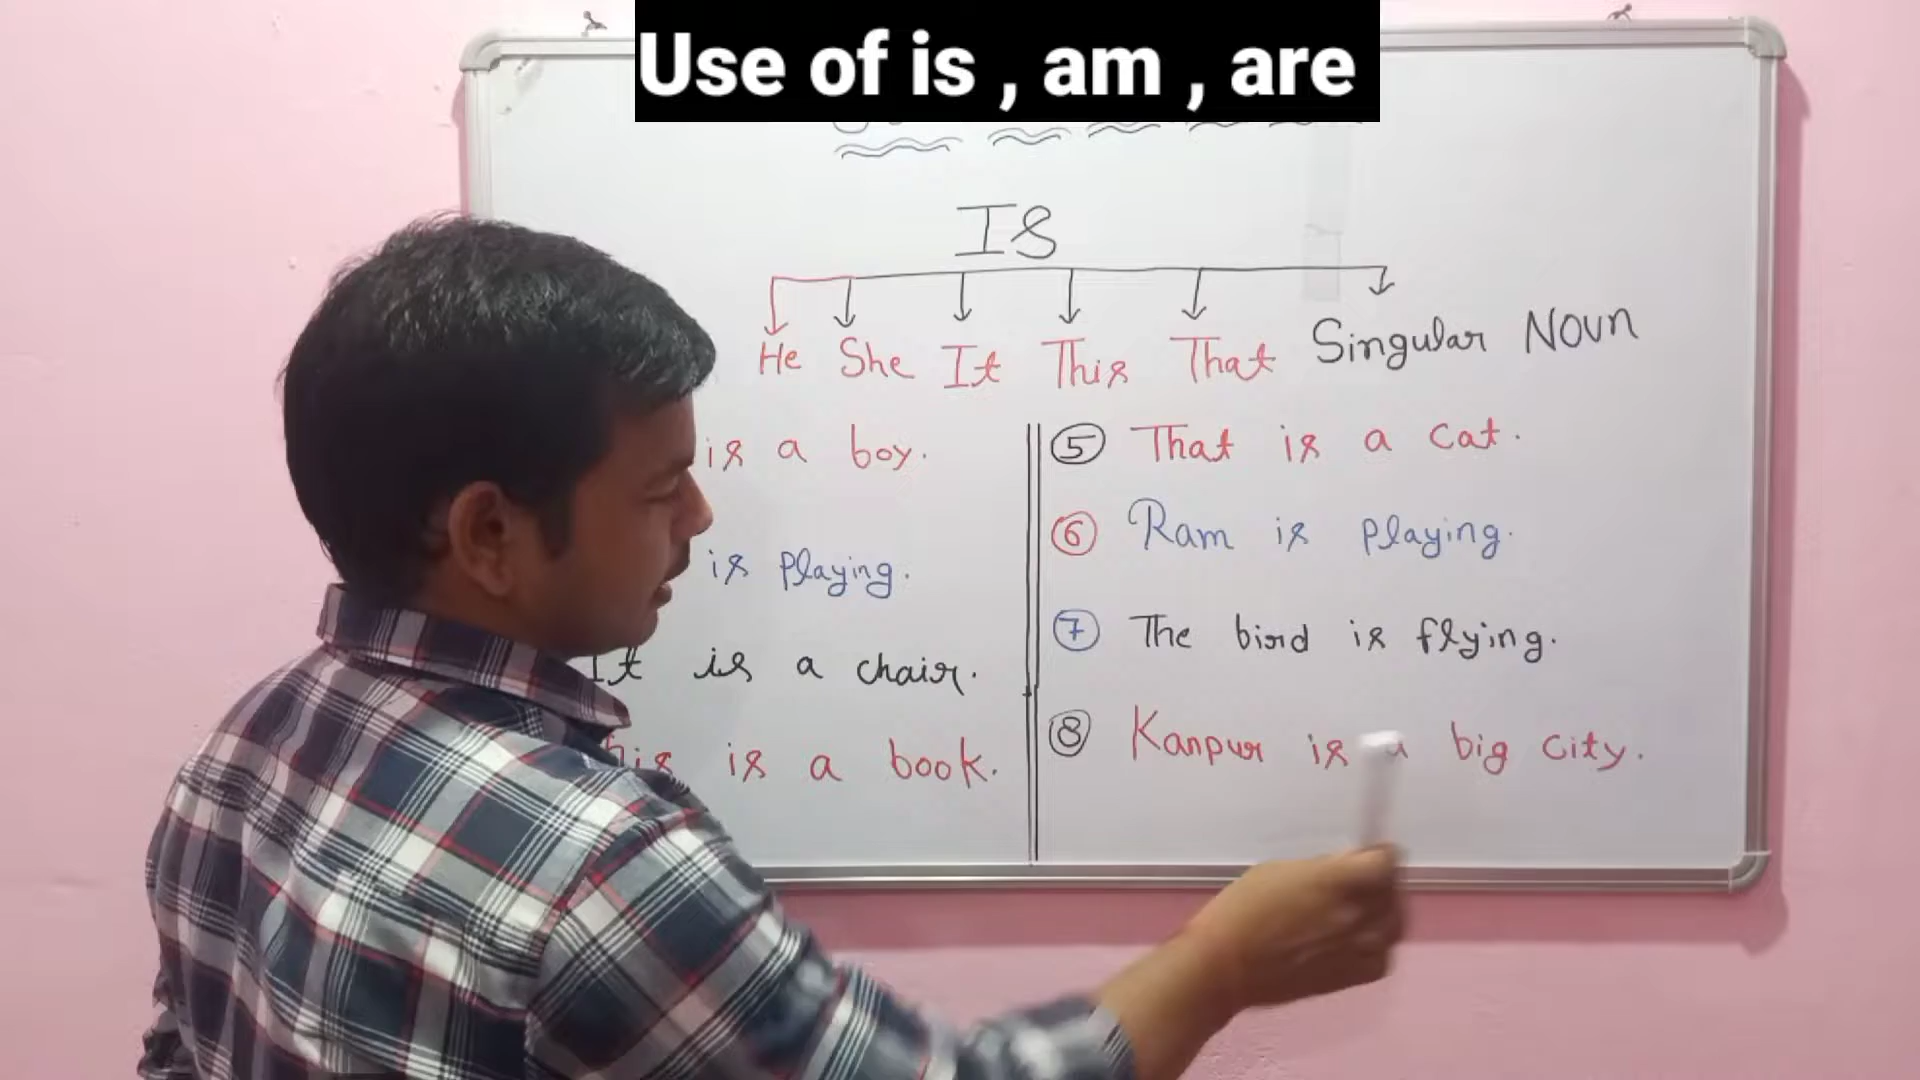 Use of is , am , are
IS
He She It This That Singular Noun
is a boy.
is playing.
It is a chair.
This is a book.
5 That is a cat.
6 Ram is playing.
7 The bird is flying.
8 Kanpur is a big city.